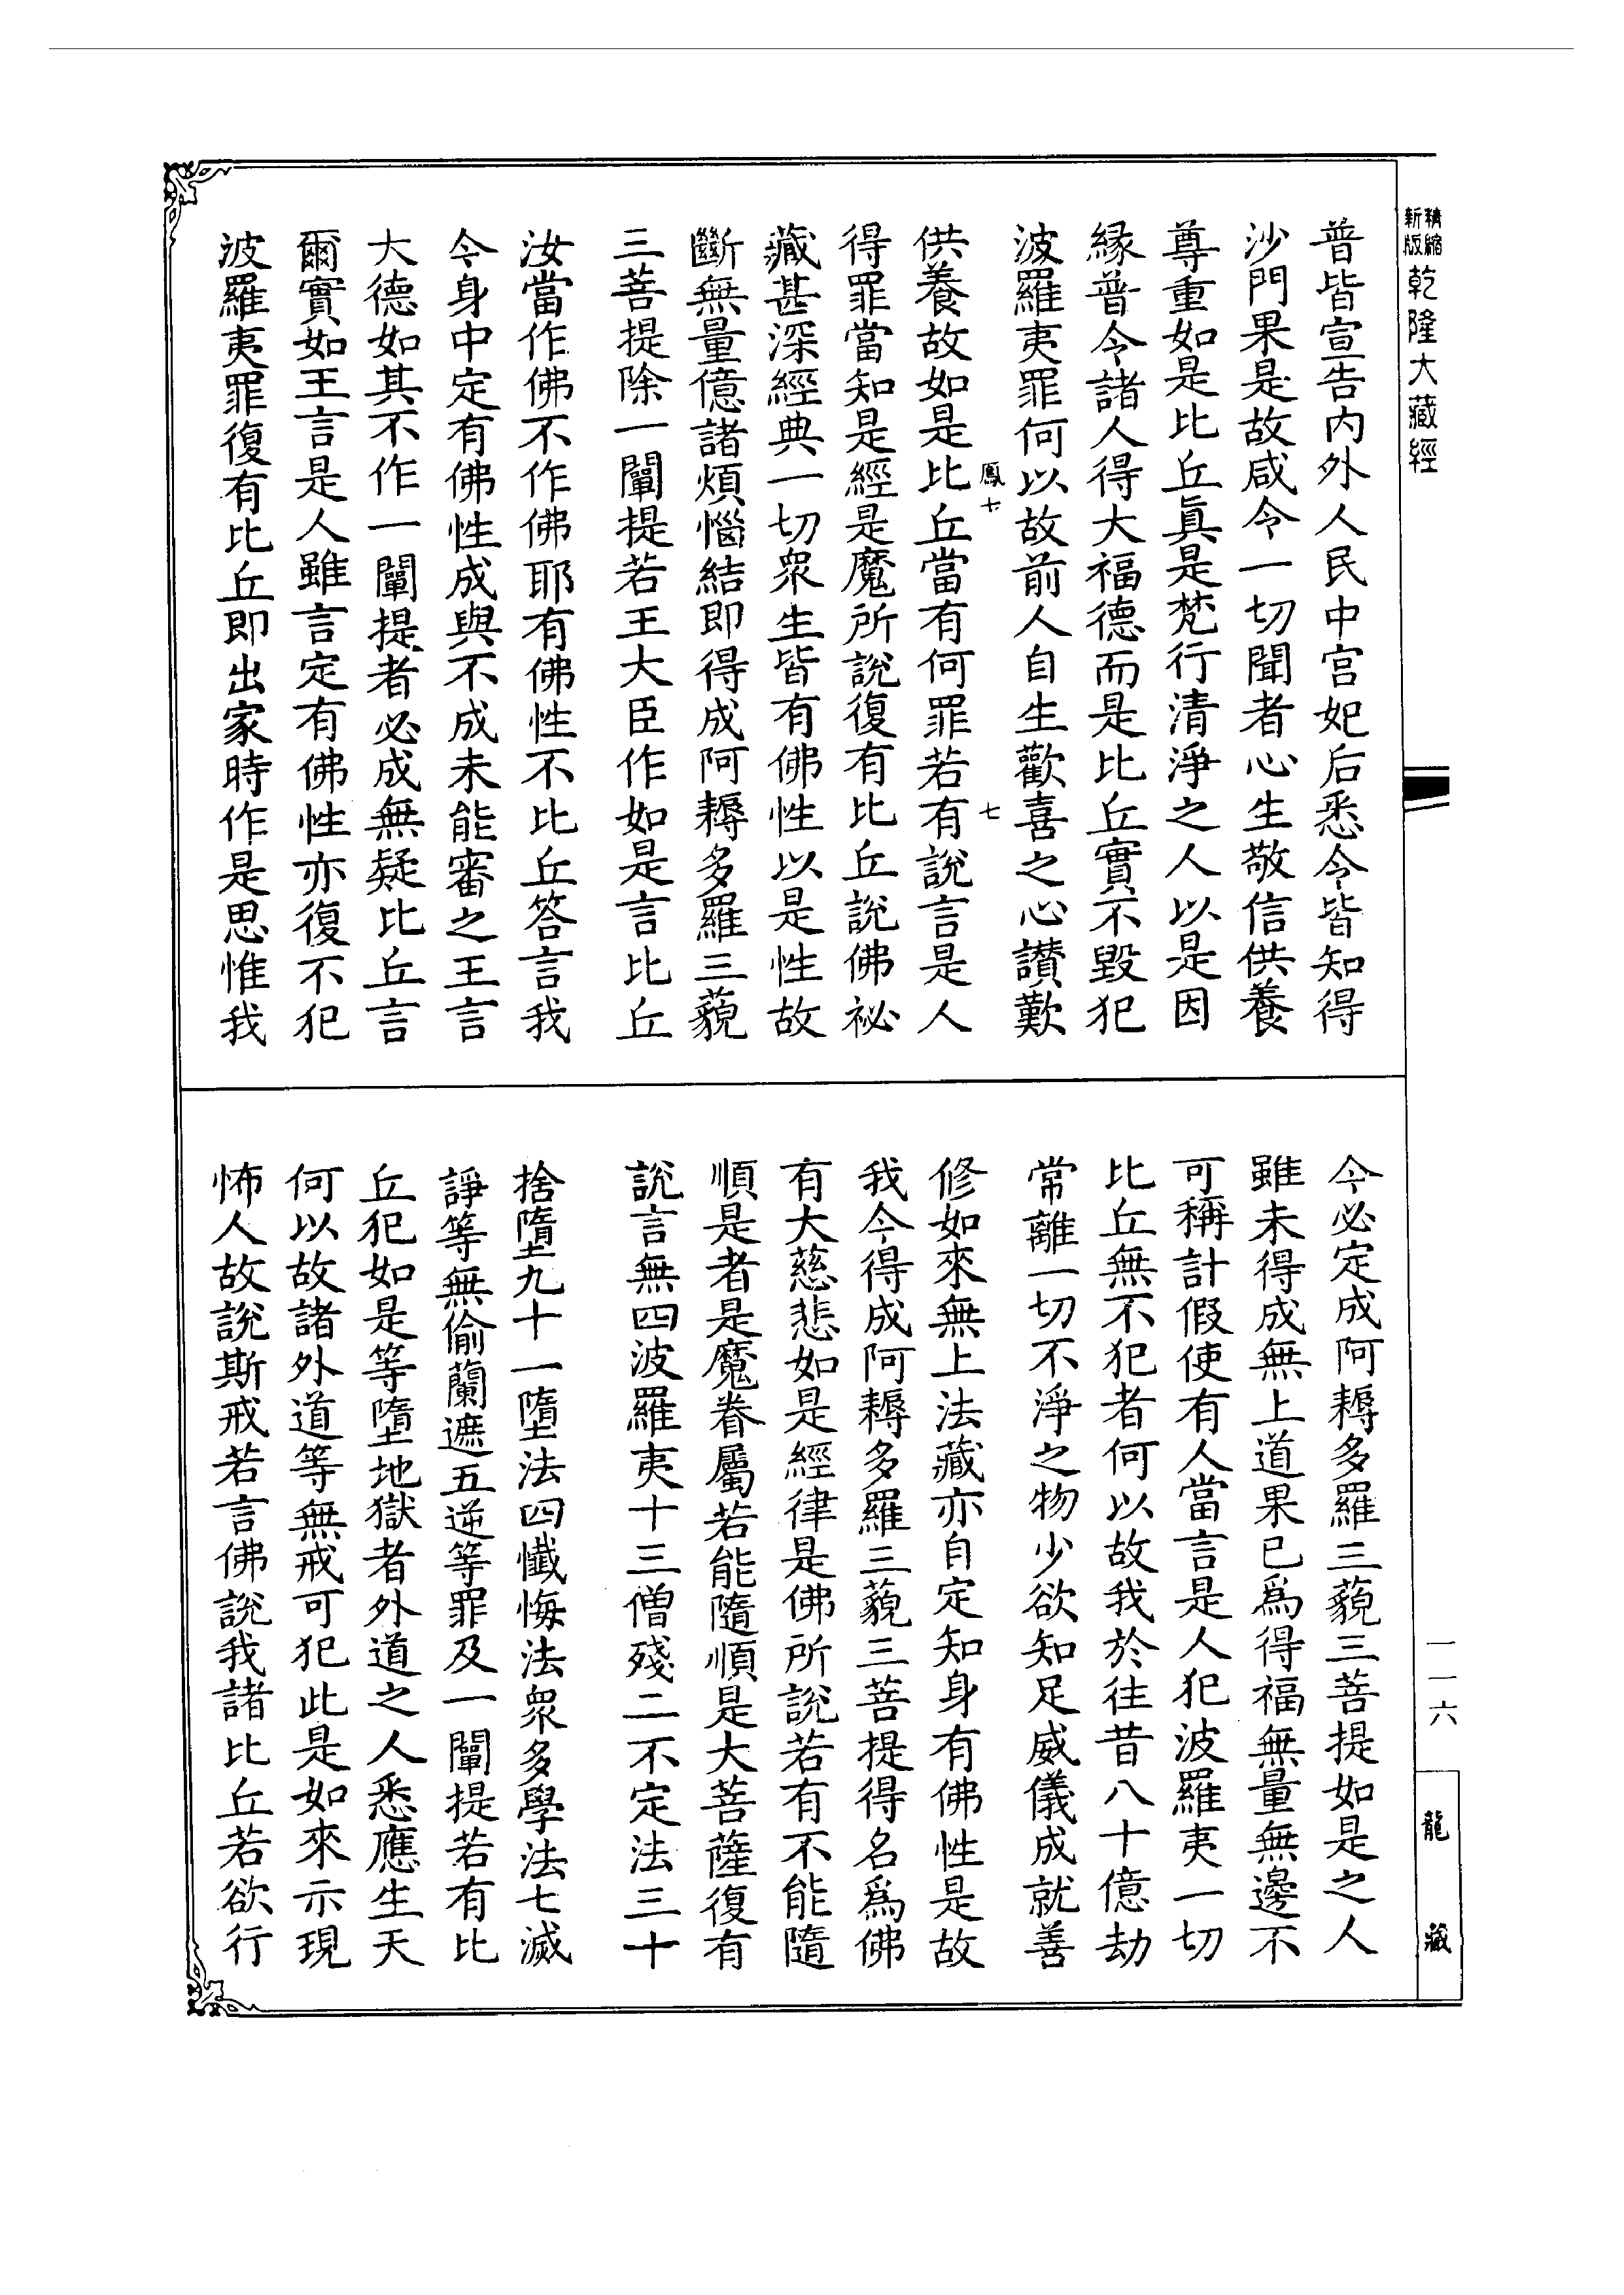 精縮
新版
乾隆大藏經
普皆宣告內外人民中宮妃后悉令皆知得
沙門果是故咸令一切聞者心生敬信供養
尊重如是比丘眞是梵行清淨之人以是因
緣普令諸人得大福德而是比丘實不毀犯
波羅夷罪何以故前人自生歡喜之心讚歎
鳳十
七
供養故如是比丘當有何罪若有說言是人
得罪當知是經是魔所說復有比丘說佛祕
藏甚深經典一切衆生皆有佛性以是性故
斷無量億諸煩惱結即得成阿耨多羅三藐
三菩提除一闡提若王大臣作如是言比丘
汝當作佛不作佛耶有佛性不比丘答言我
今身中定有佛性成與不成未能審之王言
大德如其不作一闡提者必成無疑比丘言
爾實如王言是人雖言定有佛性亦復不犯
波羅夷罪復有比丘即出家時作是思惟我
今必定成阿耨多羅三藐三菩提如是之人
雖未得成無上道果已爲得福無量無邊不
可稱計假使有人當言是人犯波羅夷一切
比丘無不犯者何以故我於往昔八十億劫
常離一切不淨之物少欲知足威儀成就善
修如來無上法藏亦自定知身有佛性是故
我今得成阿耨多羅三藐三菩提得名爲佛
有大慈悲如是經律是佛所說若有不能隨
順是者是魔眷屬若能隨順是大菩薩復有
說言無四波羅夷十三僧殘二不定法三十
捨墮九十一墮法四懺悔法衆多學法七滅
諍等無偷蘭遮五逆等罪及一闡提若有比
丘犯如是等墮地獄者外道之人悉應生天
何以故諸外道等無戒可犯此是如來示現
怖人故說斯戒若言佛說我諸比丘若欲行
一一六
龍藏